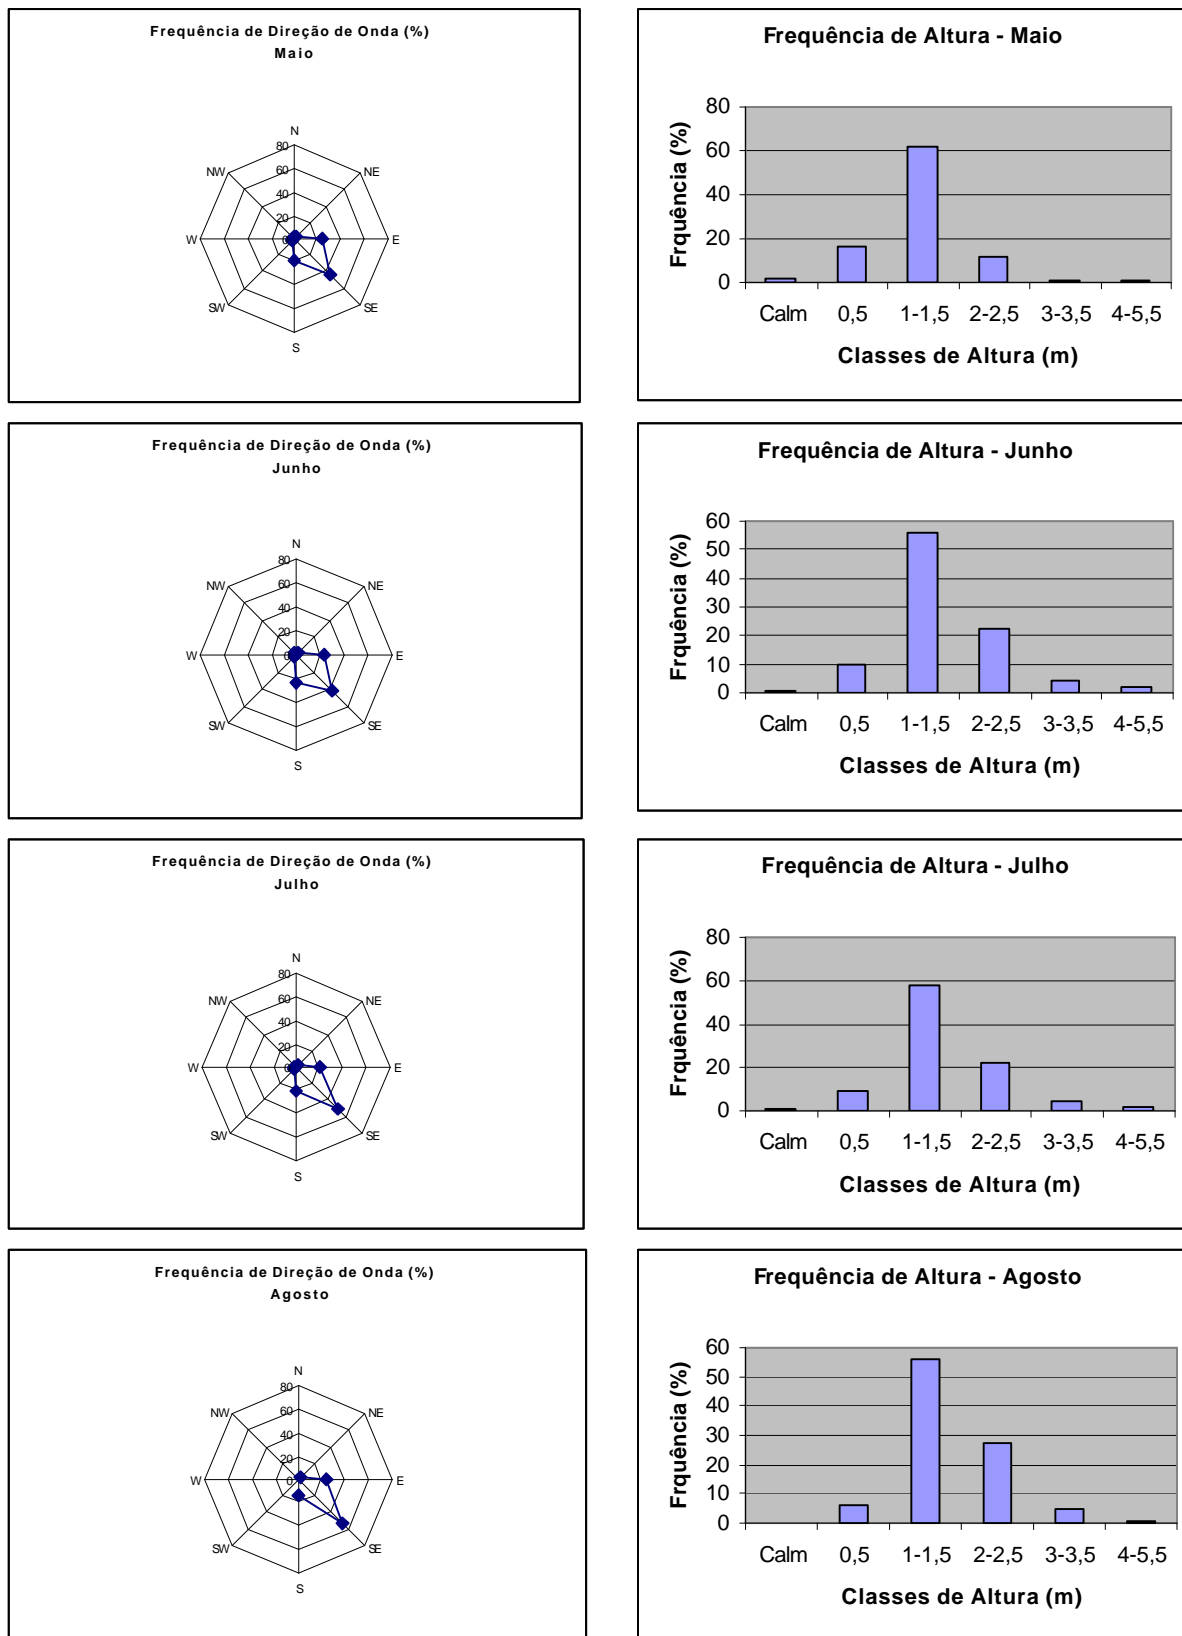 Frequência de Direção de Onda (%)
Maio
N
NE
E
SE
S
SW
W
NW
80
60
40
20
0
Frequência de Altura - Maio
Frquência (%)
80
60
40
20
0
Calm 0,5 1-1,5 2-2,5 3-3,5 4-5,5
Classes de Altura (m)
Frequência de Direção de Onda (%)
Junho
N
NE
E
SE
S
SW
W
NW
80
60
40
20
0
Frequência de Altura - Junho
Frquência (%)
60
50
40
30
20
10
0
Calm 0,5 1-1,5 2-2,5 3-3,5 4-5,5
Classes de Altura (m)
Frequência de Direção de Onda (%)
Julho
N
NE
E
SE
S
SW
W
NW
80
60
40
20
0
Frequência de Altura - Julho
Frquência (%)
80
60
40
20
0
Calm 0,5 1-1,5 2-2,5 3-3,5 4-5,5
Classes de Altura (m)
Frequência de Direção de Onda (%)
Agosto
N
NE
E
SE
S
SW
W
NW
80
60
40
20
0
Frequência de Altura - Agosto
Frquência (%)
60
50
40
30
20
10
0
Calm 0,5 1-1,5 2-2,5 3-3,5 4-5,5
Classes de Altura (m)